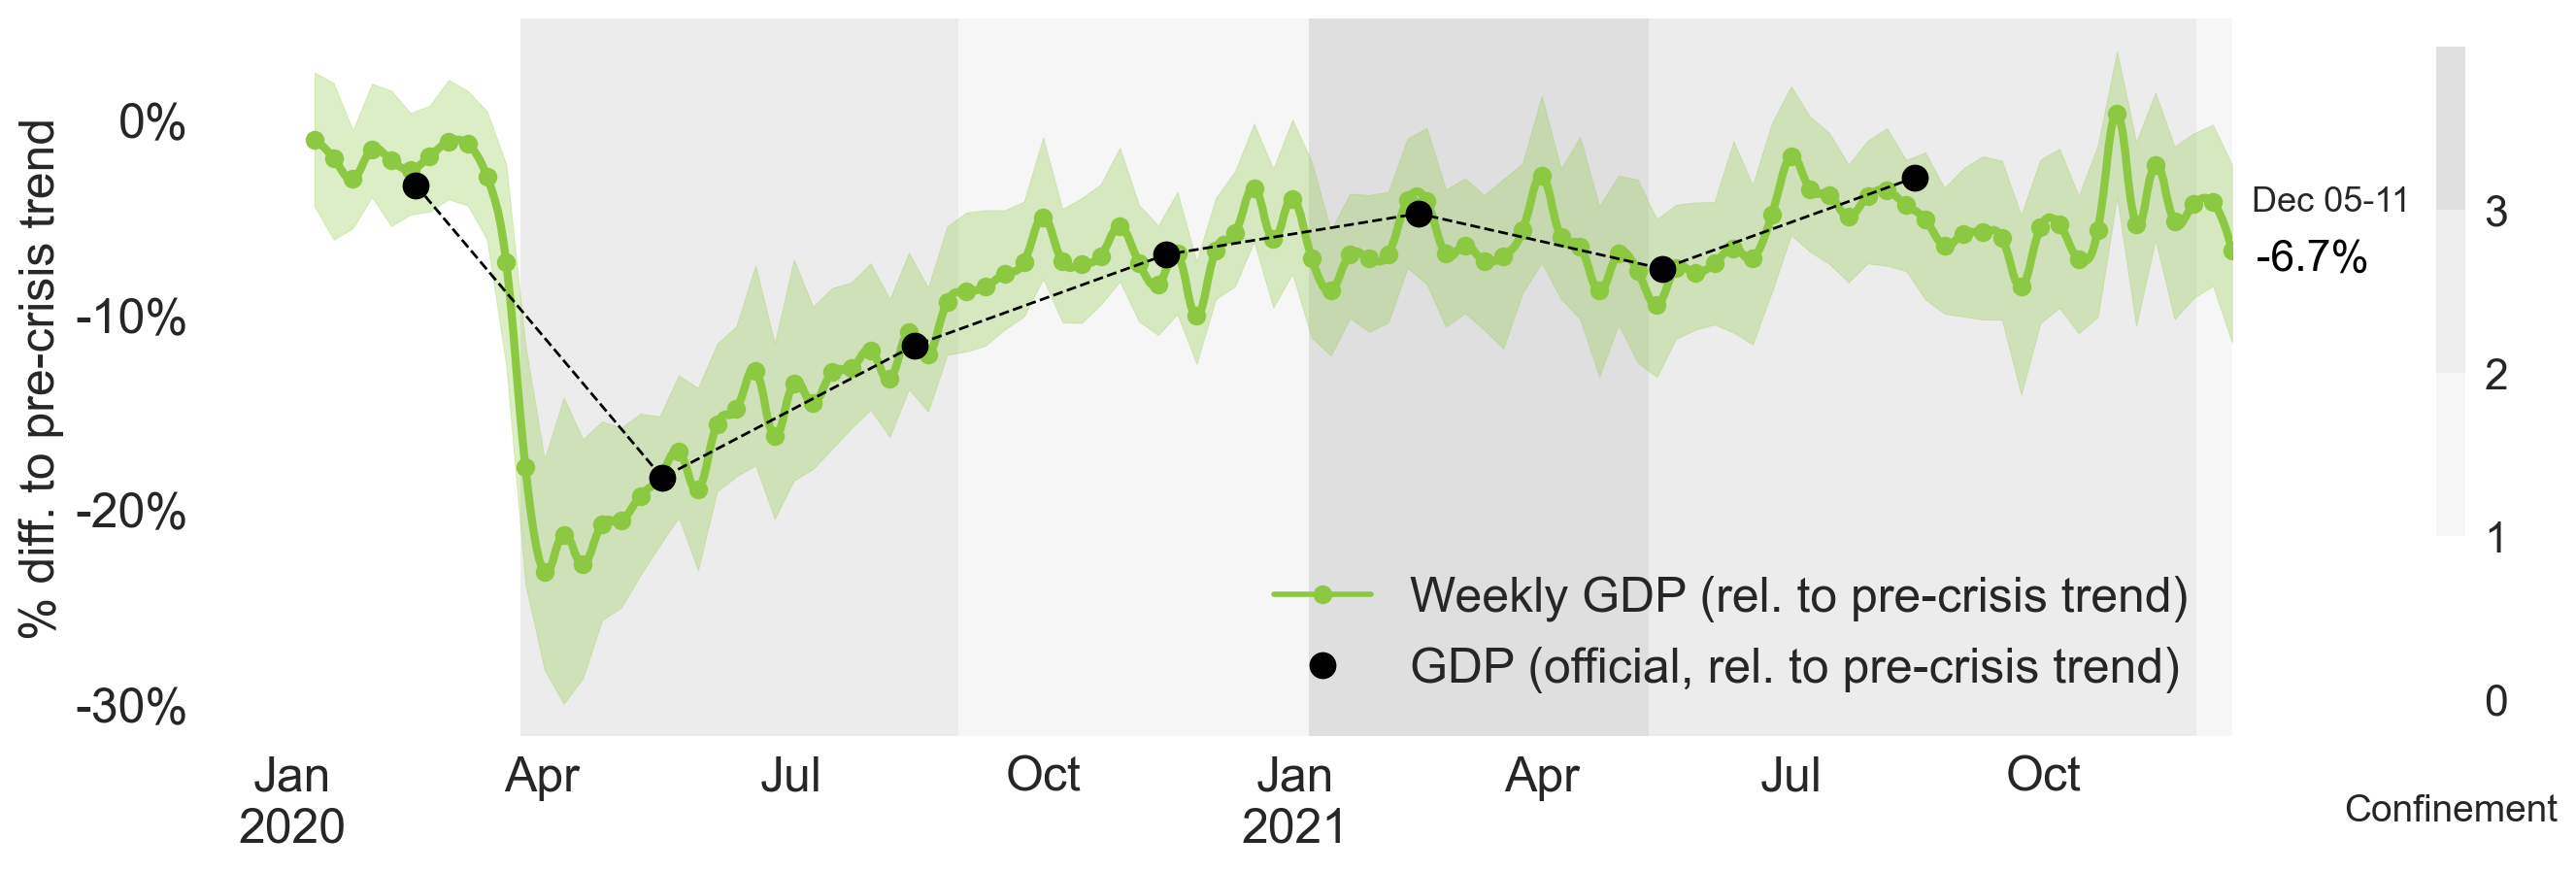 % diff. to pre-crisis trend
0%
-10%
-20%
-30%
Jan
2020
Apr
Jul
Oct
Jan
2021
Apr
Jul
Oct
Weekly GDP (rel. to pre-crisis trend)
GDP (official, rel. to pre-crisis trend)
Dec 05-11
-6.7%
3
2
1
0
Confinement